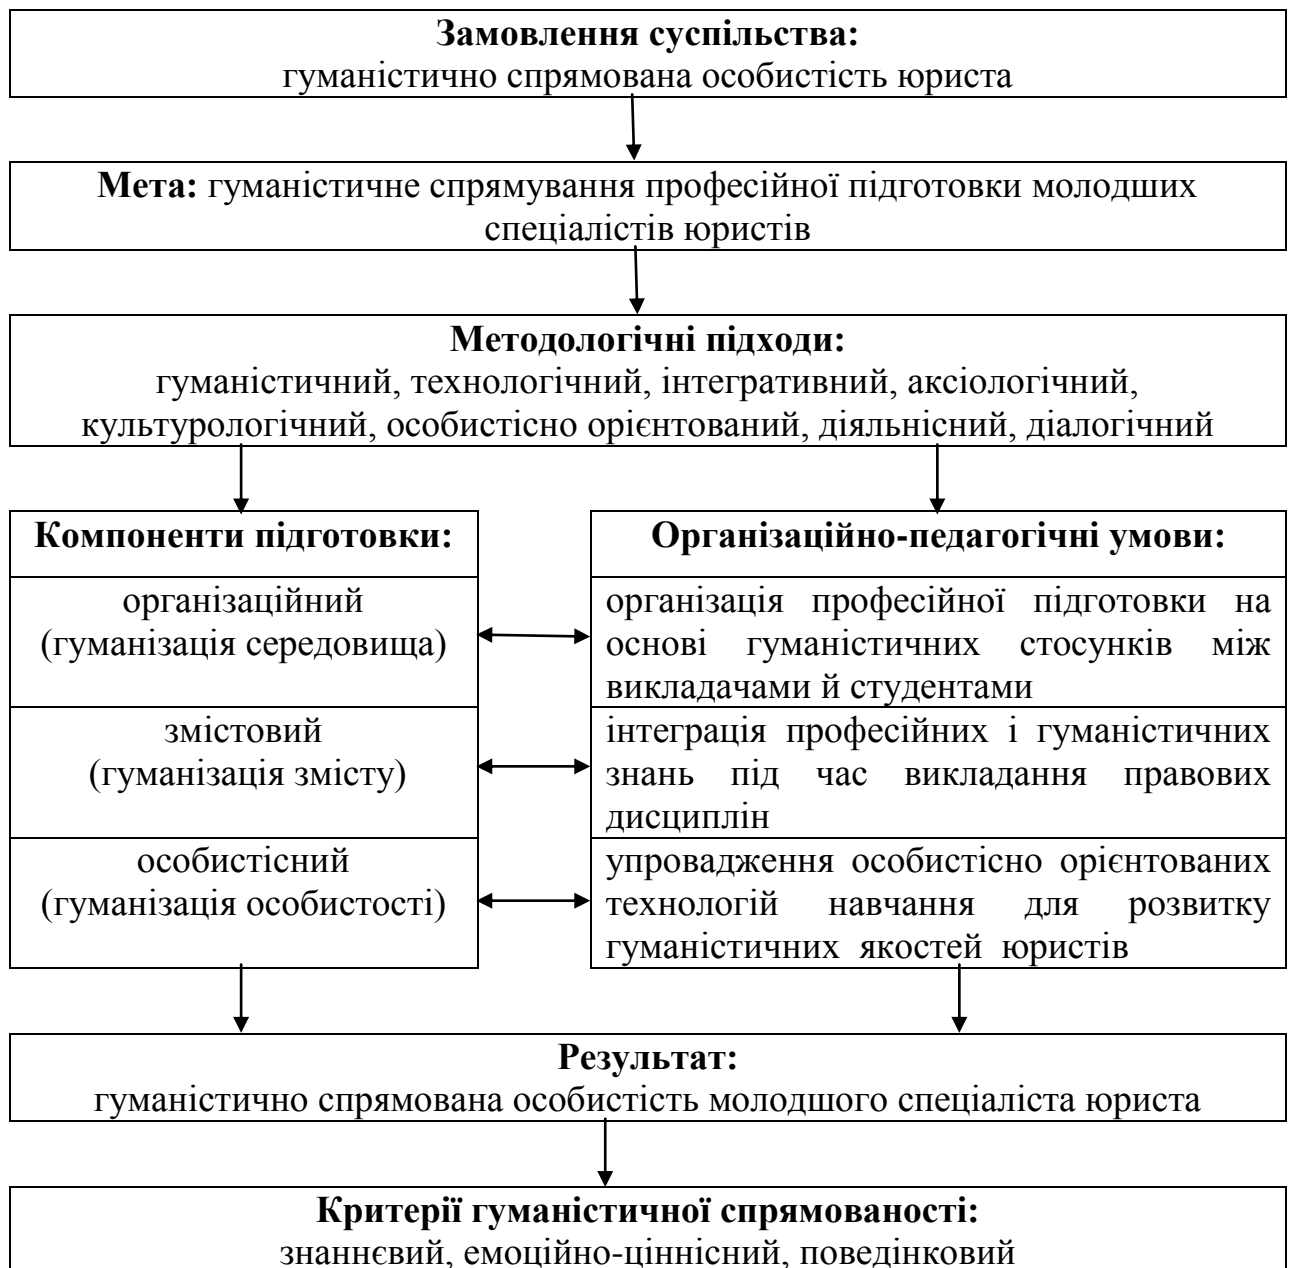 Замовлення суспільства:
гуманістично спрямована особистість юриста
Мета: гуманістичне спрямування професійної підготовки молодших
спеціалістів юристів
Методологічні підходи:
гуманістичний, технологічний, інтегративний, аксіологічний,
культурологічний, особистісно орієнтований, діяльнісний, діалогічний
Компоненти підготовки:
організаційний
(гуманізація середовища)
змістовий
(гуманізація змісту)
особистісний
(гуманізація особистості)
Організаційно-педагогічні умови:
організація професійної підготовки на
основі гуманістичних стосунків між
викладачами й студентами
інтеграція професійних і гуманістичних
знань під час викладання правових
дисциплін
упровадження особистісно орієнтованих
технологій навчання для розвитку
гуманістичних якостей юристів
Результат:
гуманістично спрямована особистість молодшого спеціаліста юриста
Критерії гуманістичної спрямованості:
знаннєвий, емоційно-ціннісний, поведінковий